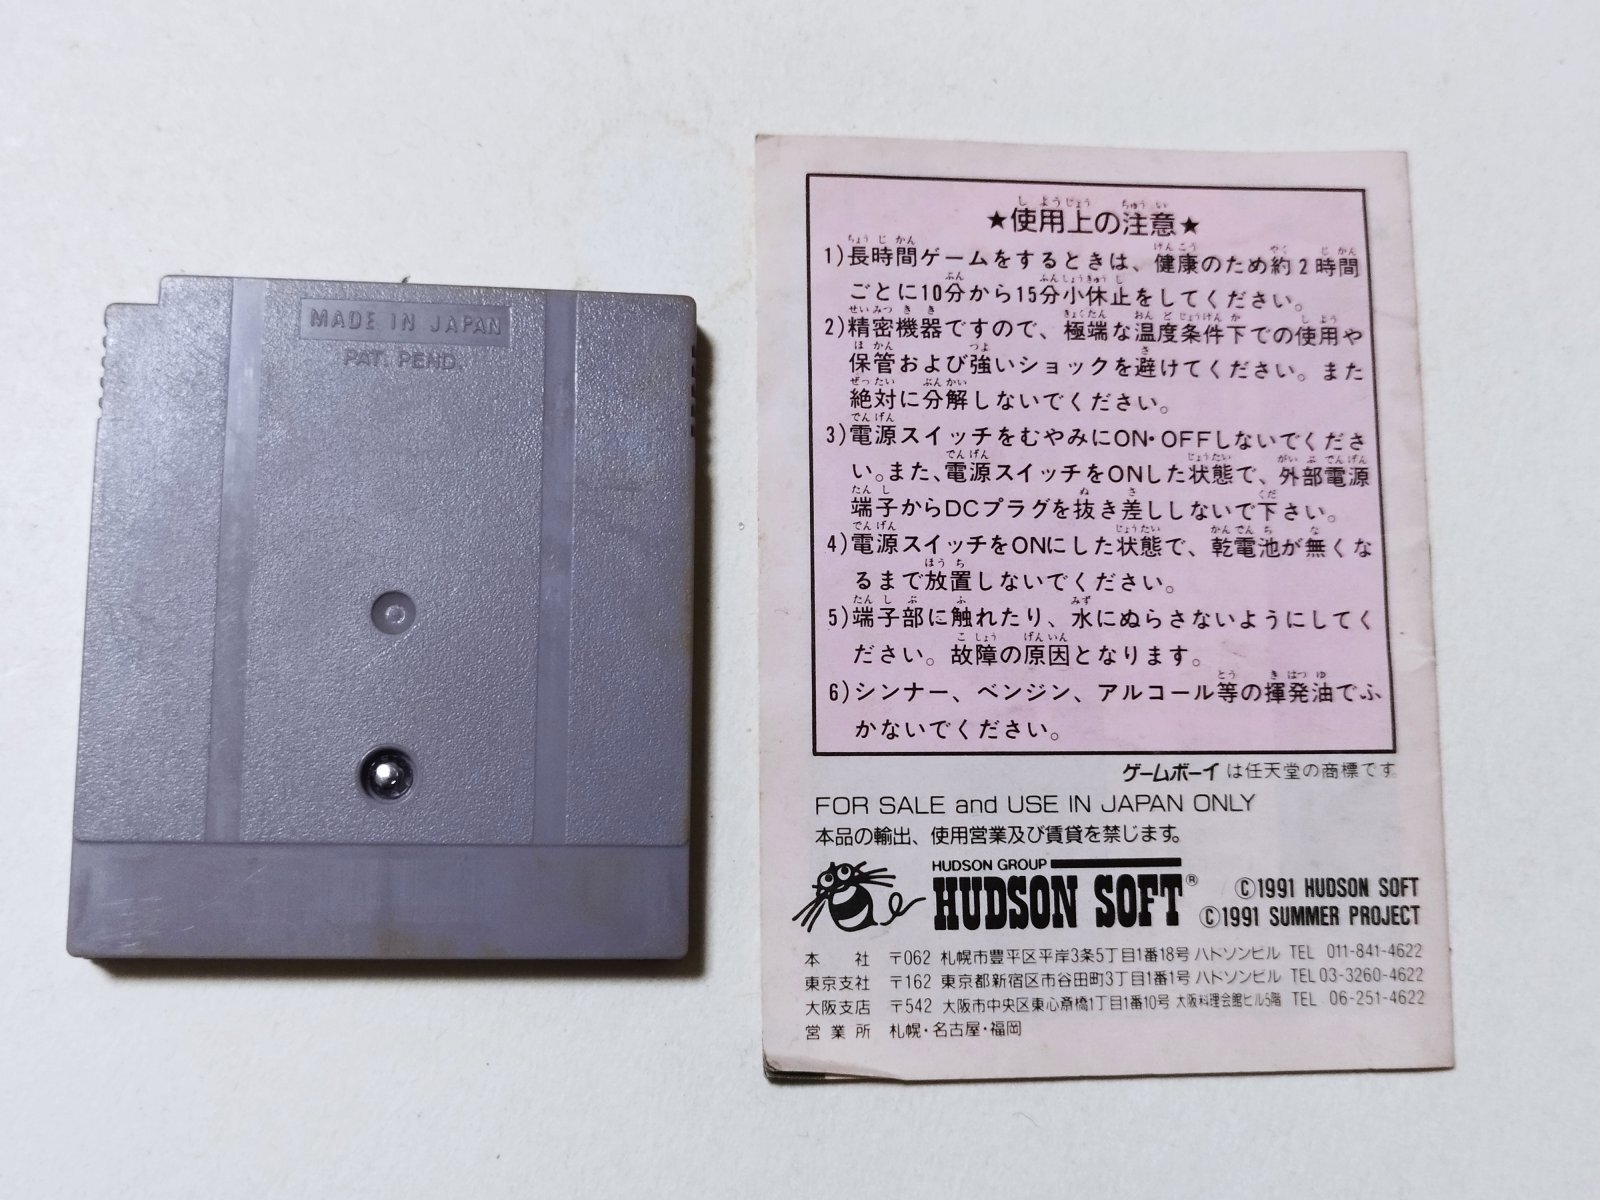 MADE IN JAPAN
PAT. PEND.
★使用上の注意★
1)長時間ゲームをするときは、健康のため約2時間
ごとに10分から15分小休止をしてください。
2)精密機器ですので、極端な温度条件下での使用や
保管および強いショックを避けてください。また
絶対に分解しないでください。
3)電源スイッチをむやみにON・OFFしないでくださ
い。また、電源スイッチをONした状態で、外部電源
端子からDCプラグを抜き差ししないで下さい。
4)電源スイッチをONにした状態で、乾電池が無くな
るまで放置しないでください。
5)端子部に触れたり、水にぬらさないようにしてく
ださい。故障の原因となります。
6)シンナー、ベンジン、アルコール等の揮発油でふ
かないでください。
ゲームボーイは任天堂の商標です
FOR SALE and USE IN JAPAN ONLY
本品の輸出、使用営業及び賃貸を禁じます。
HUDSON GROUP
HUDSON SOFT®
©1991 HUDSON SOFT
©1991 SUMMER PROJECT
本社 〒062 札幌市豊平区平岸3条5丁目1番18号 ハドソンビル TEL 011-841-4622
東京支社 〒162 東京都新宿区市谷田町3丁目1番1号 ハドソンビル TEL 03-3260-4622
大阪支店 〒542 大阪市中央区東心斎橋1丁目1番10号 大阪料理会館ビル5階 TEL 06-251-4622
営業所 札幌・名古屋・福岡